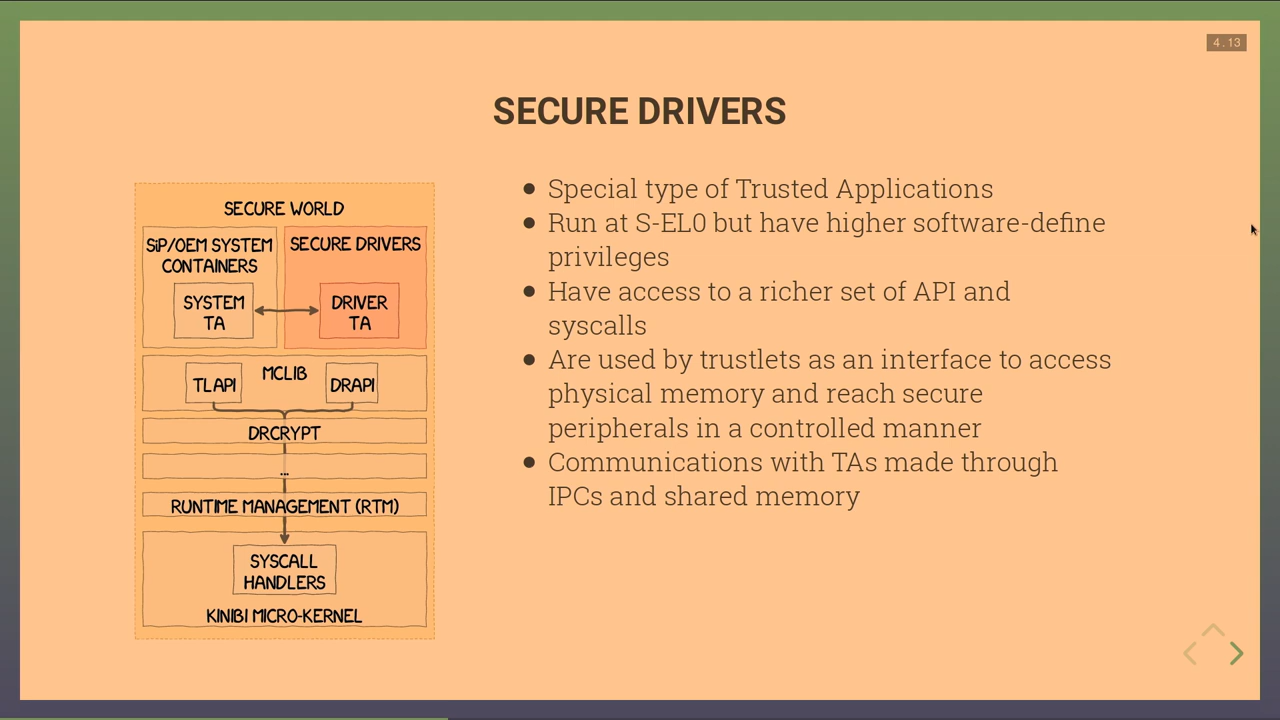 4.13
SECURE DRIVERS
SECURE WORLD
SiP/OEM SYSTEM
CONTAINERS
SECURE DRIVERS
SYSTEM
TA
DRIVER
TA
MCLIB
TLAPI
DRAPI
DRCRYPT
...
RUNTIME MANAGEMENT (RTM)
SYSCALL
HANDLERS
KINIBI MICRO-KERNEL
• Special type of Trusted Applications
• Run at S-EL0 but have higher software-define
privileges
• Have access to a richer set of API and
syscalls
• Are used by trustlets as an interface to access
physical memory and reach secure
peripherals in a controlled manner
• Communications with TAs made through
IPCs and shared memory